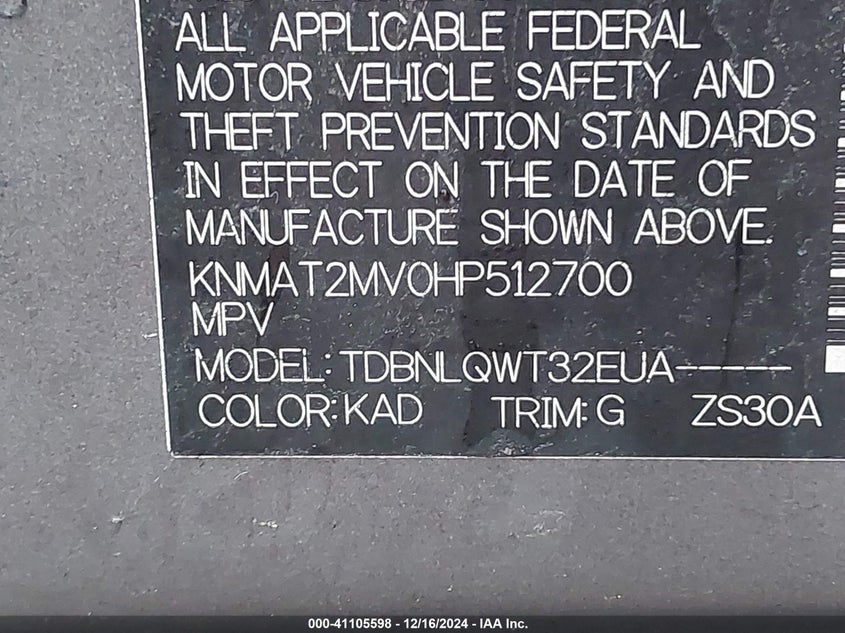 ALL APPLICABLE FEDERAL
MOTOR VEHICLE SAFETY AND
THEFT PREVENTION STANDARDS
IN EFFECT ON THE DATE OF
MANUFACTURE SHOWN ABOVE.
KNMAT2MV0HP512700
MPV
MODEL: TDBNLQWT32EUA-----
COLOR: KAD TRIM: G ZS30A
000-41105598 - 12/16/2024 - IAA Inc.